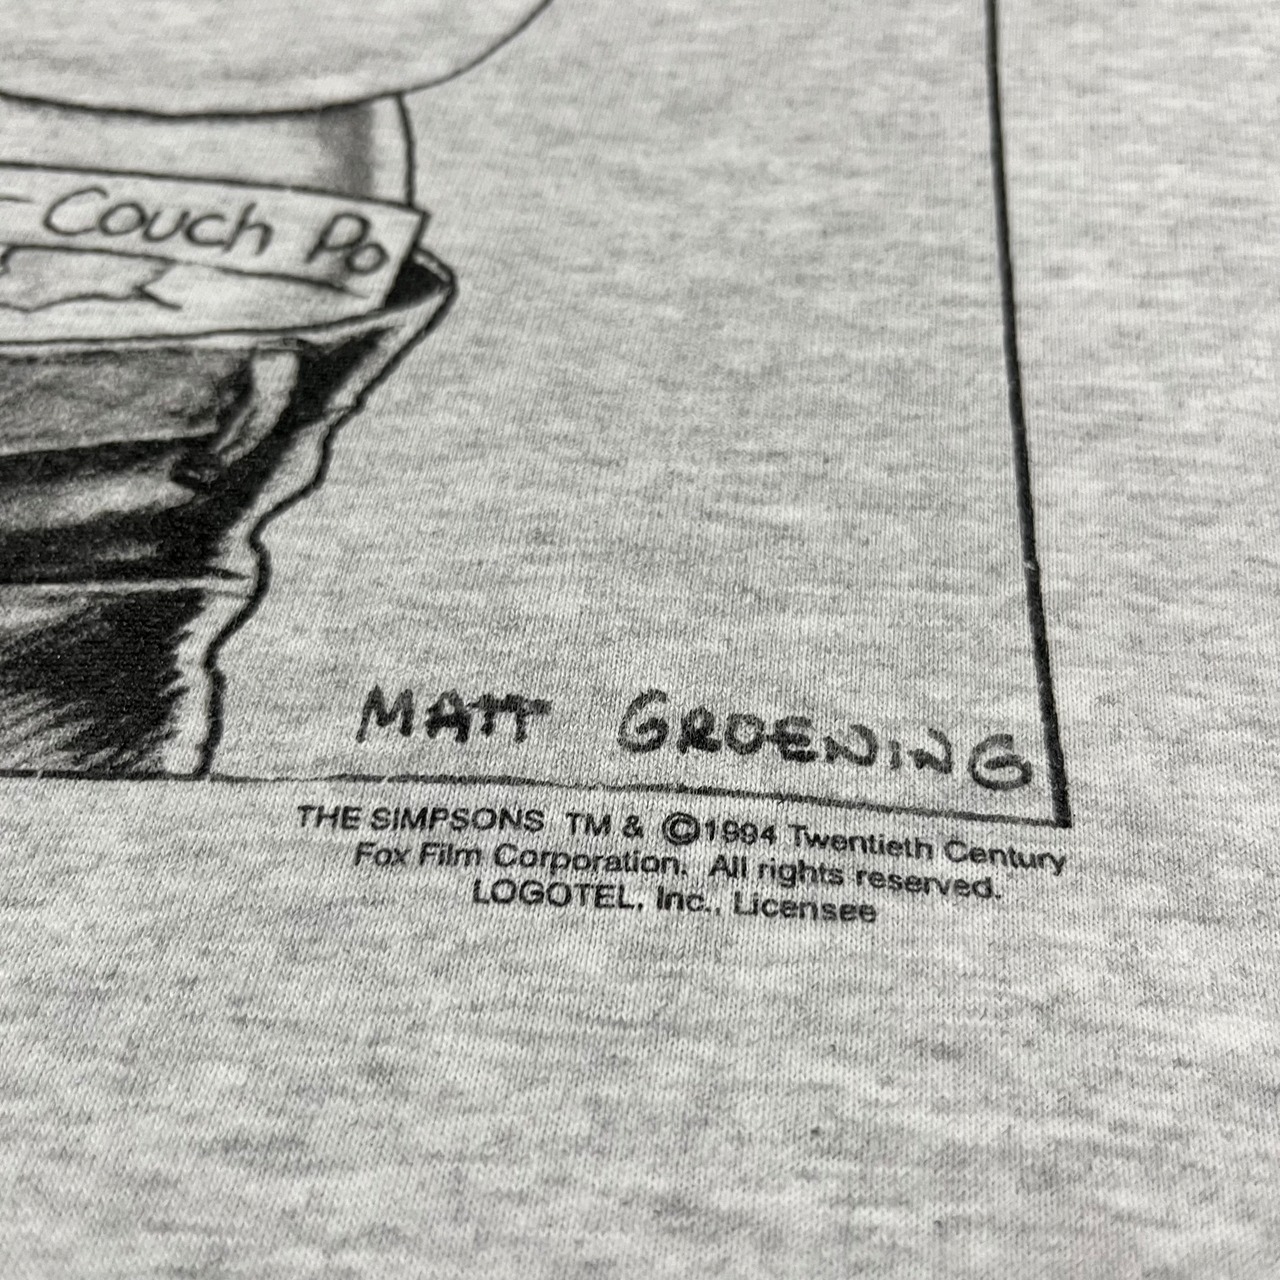 Couch Po
MATT GROENING
THE SIMPSONS TM & ©1994 Twentieth Century
Fox Film Corporation. All rights reserved.
LOGOTEL, Inc., Licensee